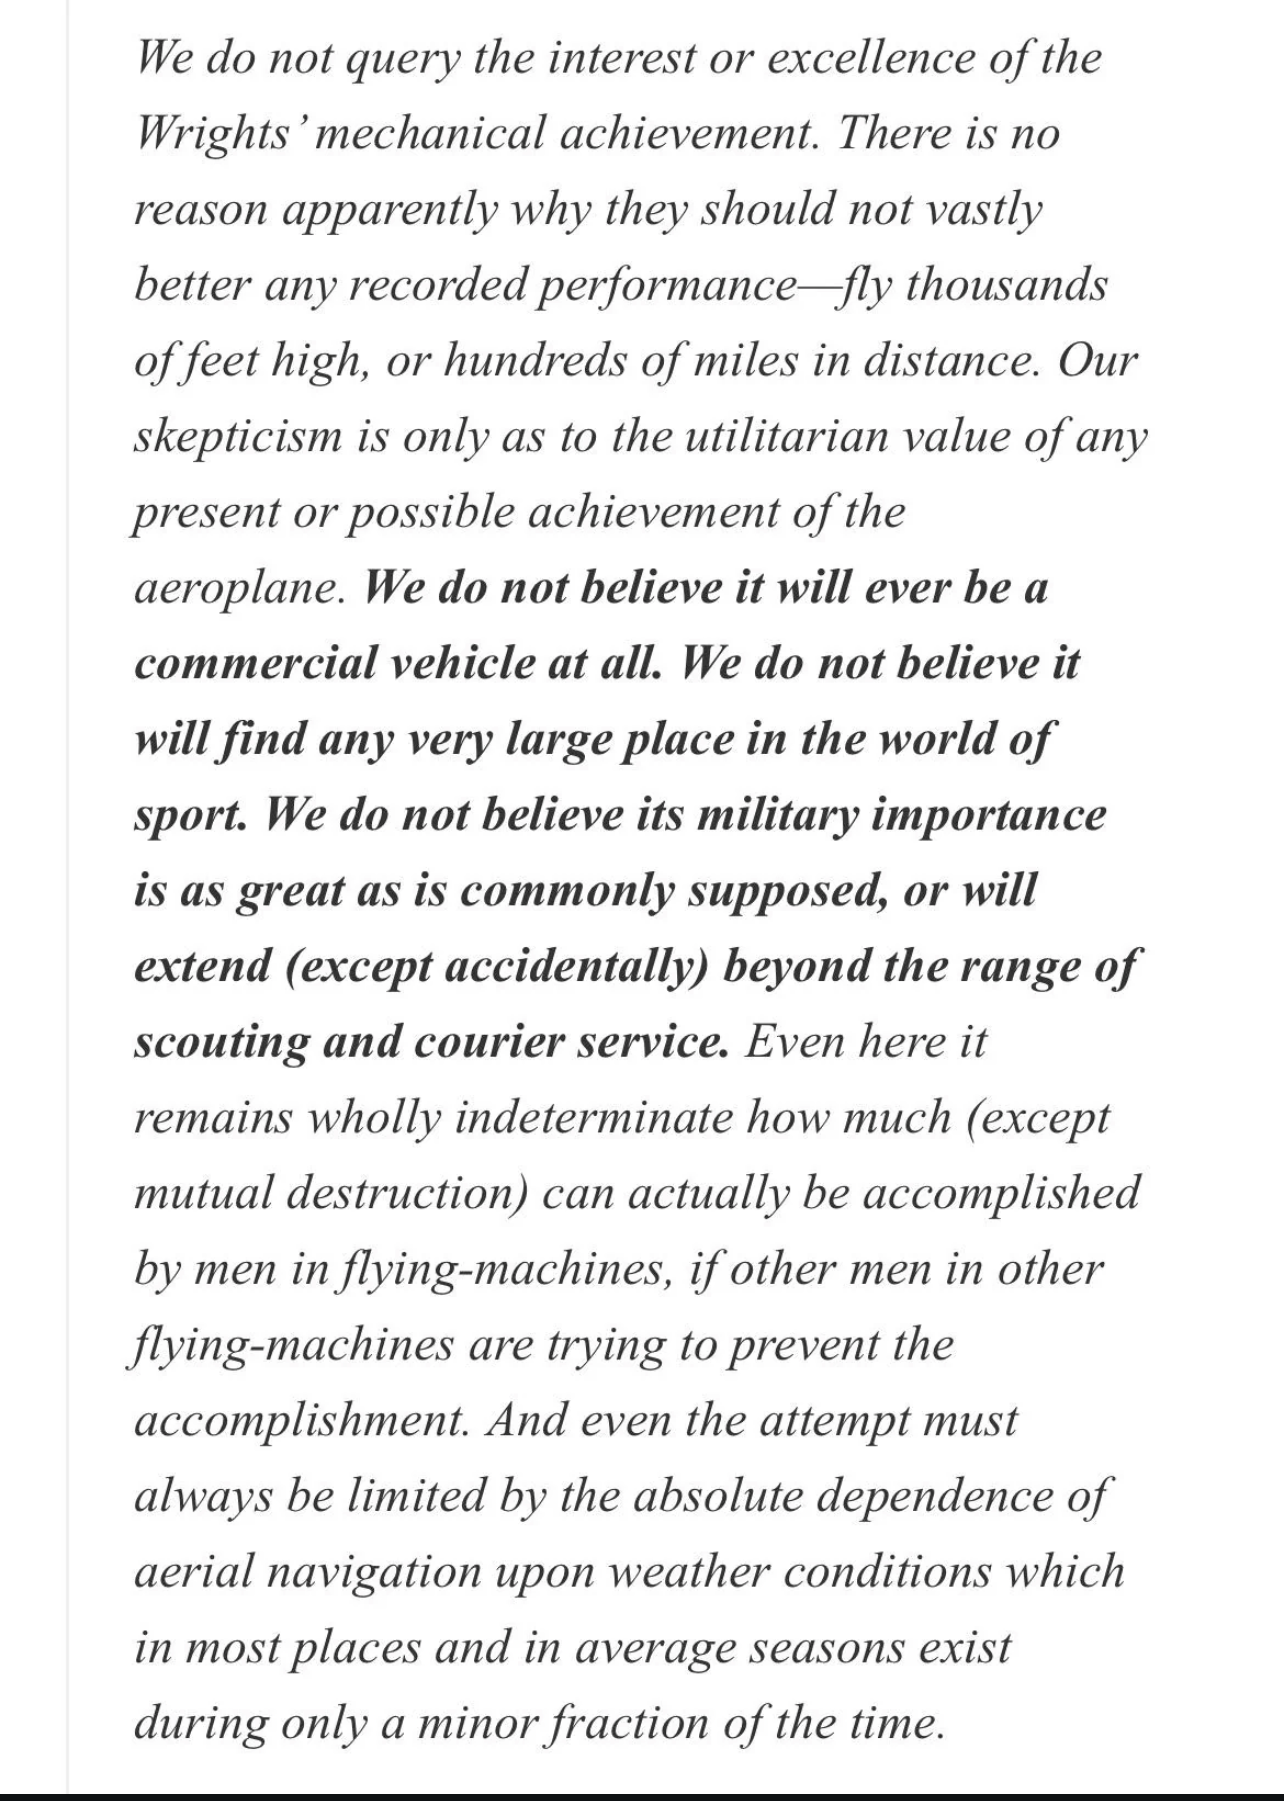 We do not query the interest or excellence of the
Wrights’ mechanical achievement. There is no
reason apparently why they should not vastly
better any recorded performance—fly thousands
of feet high, or hundreds of miles in distance. Our
skepticism is only as to the utilitarian value of any
present or possible achievement of the
aeroplane. We do not believe it will ever be a
commercial vehicle at all. We do not believe it
will find any very large place in the world of
sport. We do not believe its military importance
is as great as is commonly supposed, or will
extend (except accidentally) beyond the range of
scouting and courier service. Even here it
remains wholly indeterminate how much (except
mutual destruction) can actually be accomplished
by men in flying-machines, if other men in other
flying-machines are trying to prevent the
accomplishment. And even the attempt must
always be limited by the absolute dependence of
aerial navigation upon weather conditions which
in most places and in average seasons exist
during only a minor fraction of the time.